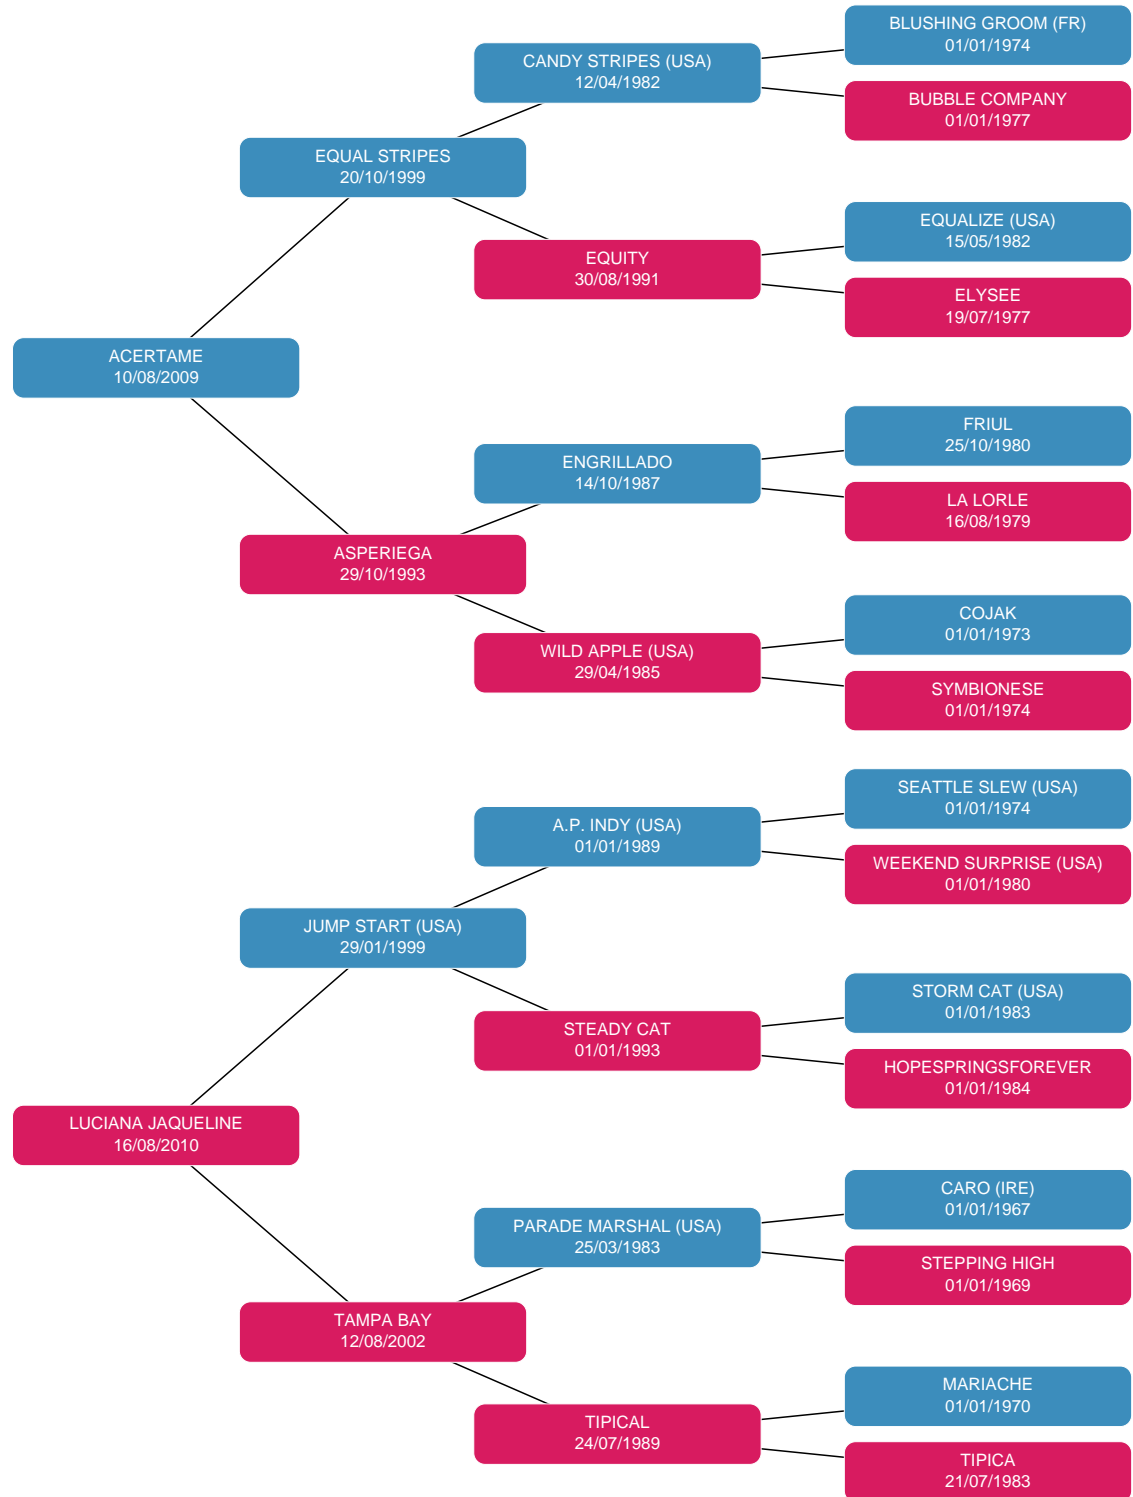 BLUSHING GROOM (FR)
01/01/1974
CANDY STRIPES (USA)
12/04/1982
BUBBLE COMPANY
01/01/1977
EQUAL STRIPES
20/10/1999
EQUALIZE (USA)
15/05/1982
EQUITY
30/08/1991
ELYSEE
19/07/1977
ACERTAME
10/08/2009
FRIUL
25/10/1980
ENGRILLADO
14/10/1987
LA LORLE
16/08/1979
ASPERIEGA
29/10/1993
COJAK
01/01/1973
WILD APPLE (USA)
29/04/1985
SYMBIONESE
01/01/1974
SEATTLE SLEW (USA)
01/01/1974
A.P. INDY (USA)
01/01/1989
WEEKEND SURPRISE (USA)
01/01/1980
JUMP START (USA)
29/01/1999
STORM CAT (USA)
01/01/1983
STEADY CAT
01/01/1993
HOPESPRINGSFOREVER
01/01/1984
LUCIANA JAQUELINE
16/08/2010
CARO (IRE)
01/01/1967
PARADE MARSHAL (USA)
25/03/1983
STEPPING HIGH
01/01/1969
TAMPA BAY
12/08/2002
MARIACHE
01/01/1970
TIPICAL
24/07/1989
TIPICA
21/07/1983